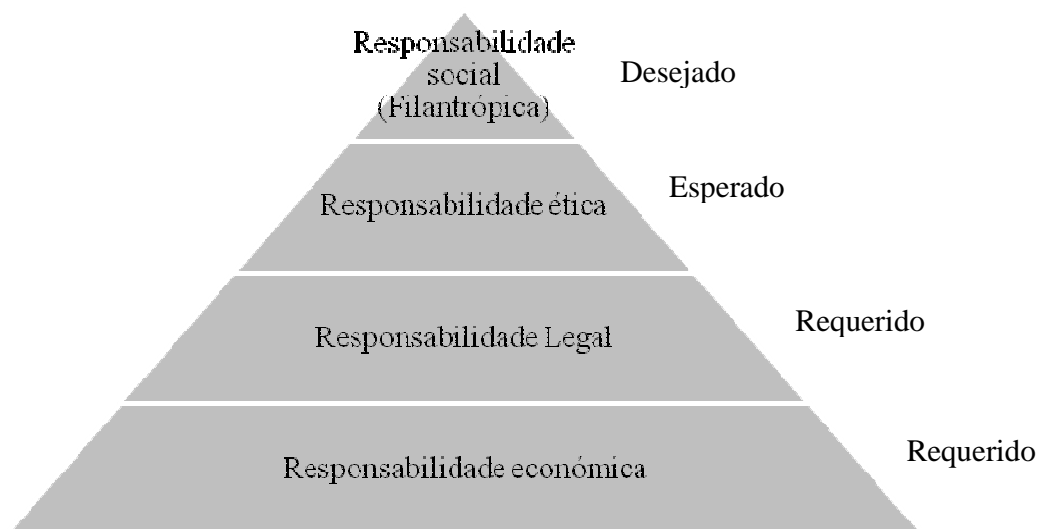 Responsabilidade
social
(Filantrópica)
Desejado
Responsabilidade ética
Esperado
Responsabilidade Legal
Requerido
Responsabilidade económica
Requerido